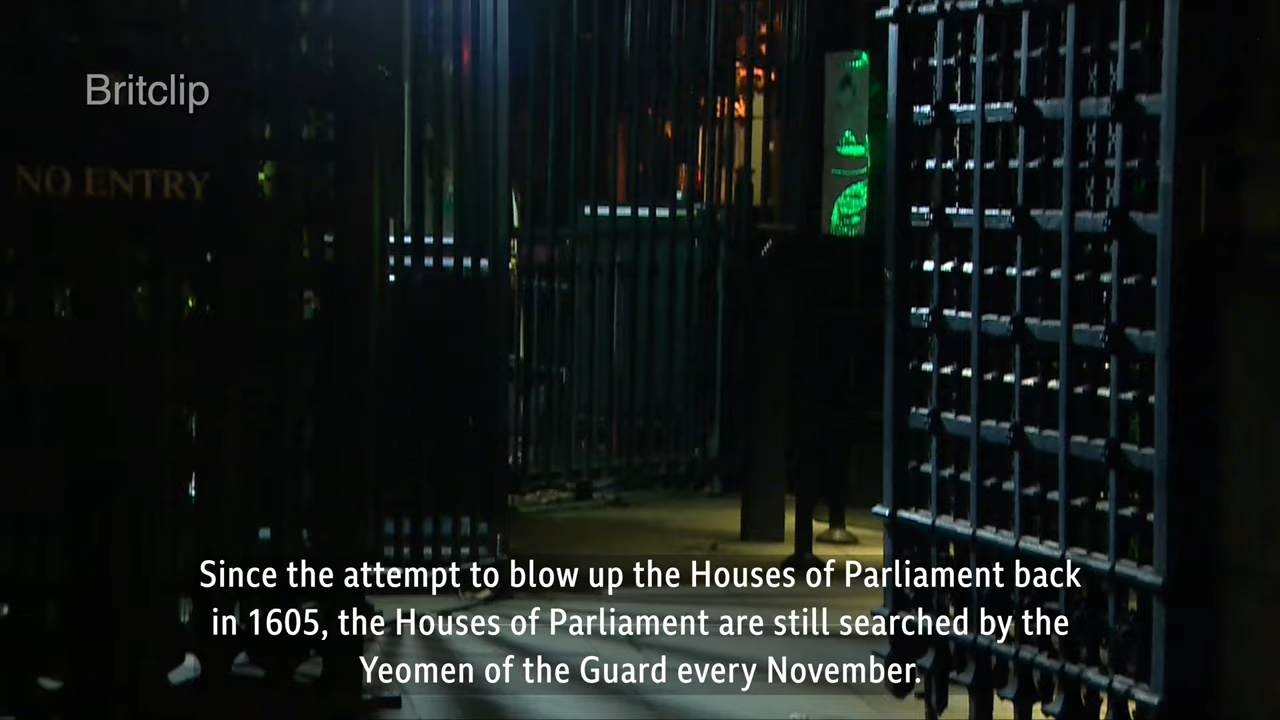 Britclip
NO ENTRY
Since the attempt to blow up the Houses of Parliament back
in 1605, the Houses of Parliament are still searched by the
Yeomen of the Guard every November.